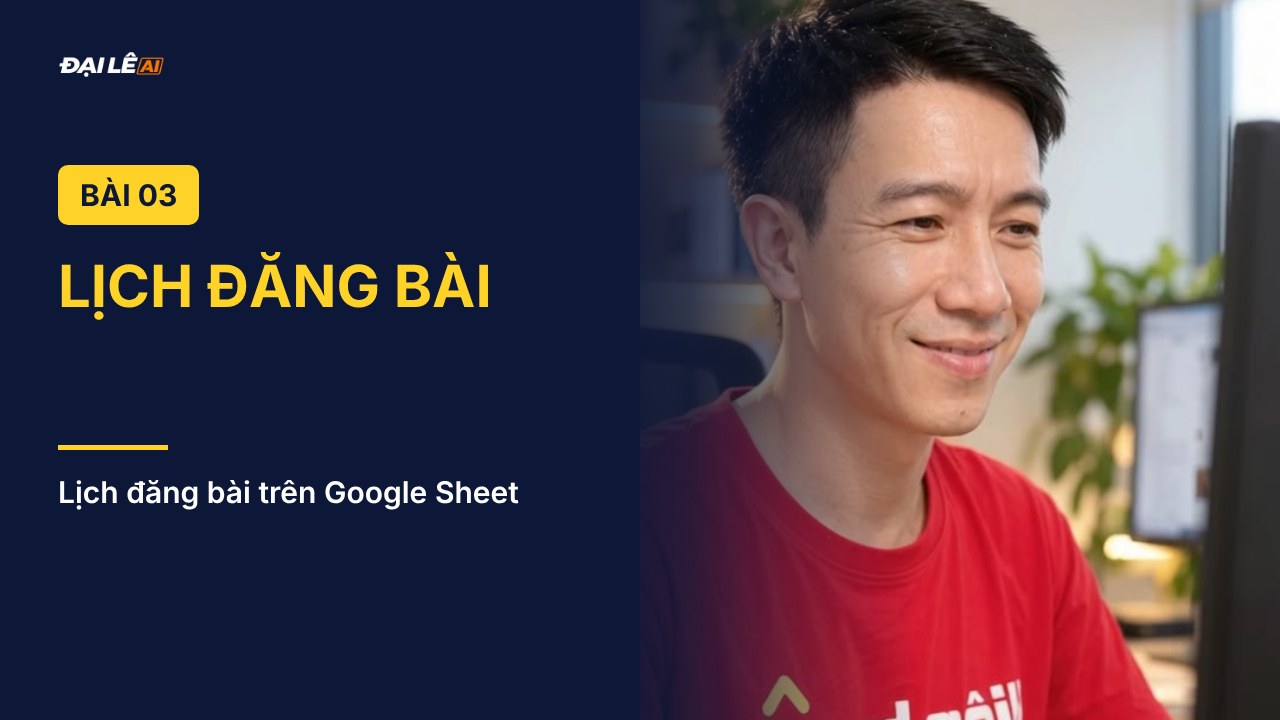 ĐẠI LÊ AI
BÀI 03
LỊCH ĐĂNG BÀI
Lịch đăng bài trên Google Sheet